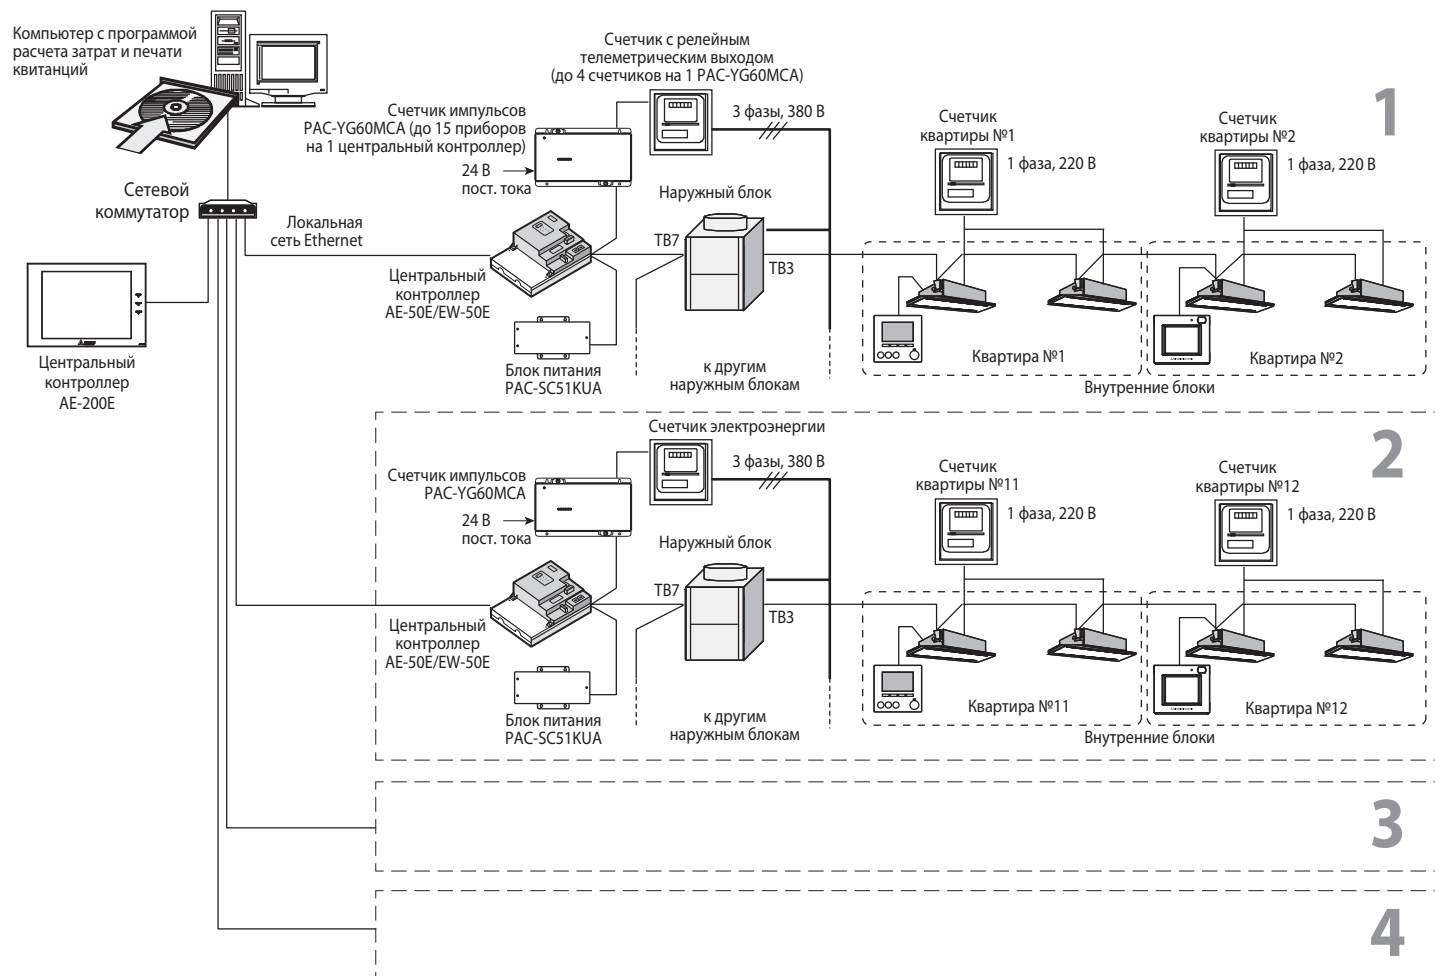 Компьютер с программой
расчета затрат и печати
квитанций
Счетчик с релейным
телеметрическим выходом
(до 4 счетчиков на 1 PAC-YG60MCA)
Счетчик импульсов
PAC-YG60MCA (до 15 приборов
на 1 центральный контроллер)
24 В
пост. тока
3 фазы, 380 В
Счетчик
квартиры №1
1 фаза, 220 В
Счетчик
квартиры №2
1 фаза, 220 В
1
Сетевой
коммутатор
Локальная
сеть Ethernet
Наружный блок
TB7
TB3
Центральный
контроллер
AE-50E/EW-50E
Центральный
контроллер
AE-200E
Блок питания
PAC-SC51KUA
к другим
наружным блокам
Квартира №1
Квартира №2
Внутренние блоки
Счетчик электроэнергии
2
Счетчик импульсов
PAC-YG60MCA
24 В
пост. тока
3 фазы, 380 В
Счетчик
квартиры №11
1 фаза, 220 В
Счетчик
квартиры №12
1 фаза, 220 В
Наружный блок
TB7
TB3
Центральный
контроллер
AE-50E/EW-50E
Блок питания
PAC-SC51KUA
к другим
наружным блокам
Квартира №11
Квартира №12
Внутренние блоки
3
4